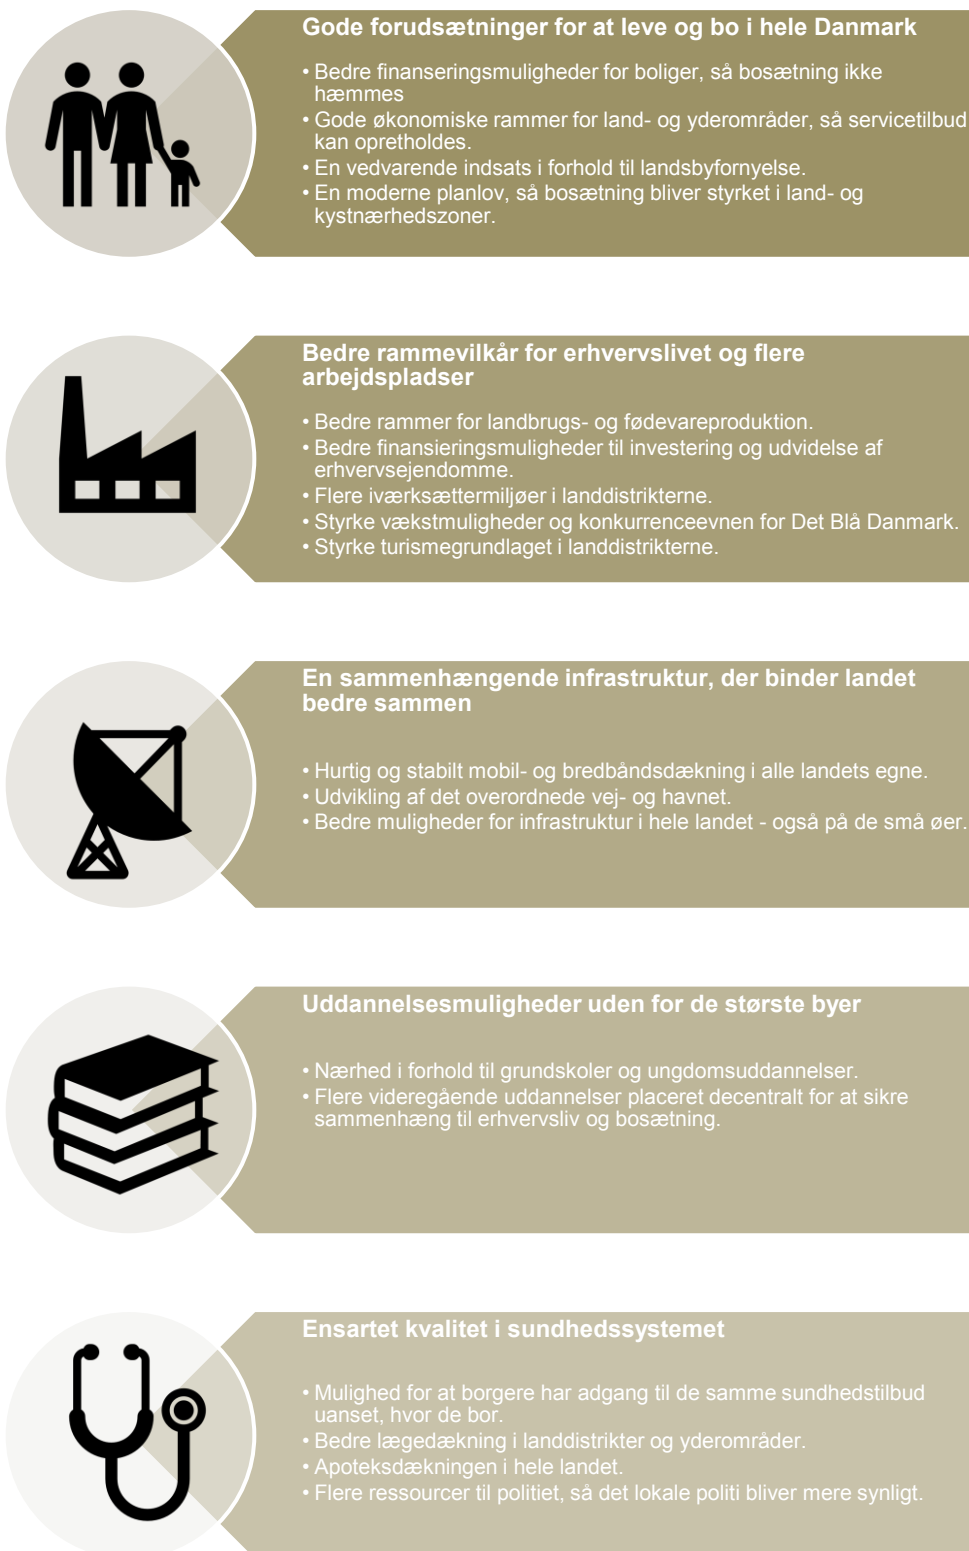 Gode forudsætninger for at leve og bo i hele Danmark
• Bedre finanseringsmuligheder for boliger, så bosætning ikke
hæmmes
• Gode økonomiske rammer for land- og yderområder, så servicetilbud
kan opretholdes.
• En vedvarende indsats i forhold til landsbyfornyelse.
• En moderne planlov, så bosætning bliver styrket i land- og
kystnærhedszoner.
Bedre rammevilkår for erhvervslivet og flere
arbejdspladser
• Bedre rammer for landbrugs- og fødevareproduktion.
• Bedre finansieringsmuligheder til investering og udvidelse af
erhvervsejendomme.
• Flere iværksættermiljøer i landdistrikterne.
• Styrke vækstmuligheder og konkurrenceevnen for Det Blå Danmark.
• Styrke turismegrundlaget i landdistrikterne.
En sammenhængende infrastruktur, der binder landet
bedre sammen
• Hurtig og stabilt mobil- og bredbåndsdækning i alle landets egne.
• Udvikling af det overordnede vej- og havnet.
• Bedre muligheder for infrastruktur i hele landet - også på de små øer.
Uddannelsesmuligheder uden for de største byer
• Nærhed i forhold til grundskoler og ungdomsuddannelser.
• Flere videregående uddannelser placeret decentralt for at sikre
sammenhæng til erhvervsliv og bosætning.
Ensartet kvalitet i sundhedssystemet
• Mulighed for at borgere har adgang til de samme sundhedstilbud
uanset, hvor de bor.
• Bedre lægedækning i landdistrikter og yderområder.
• Apoteksdækningen i hele landet.
• Flere ressourcer til politiet, så det lokale politi bliver mere synligt.